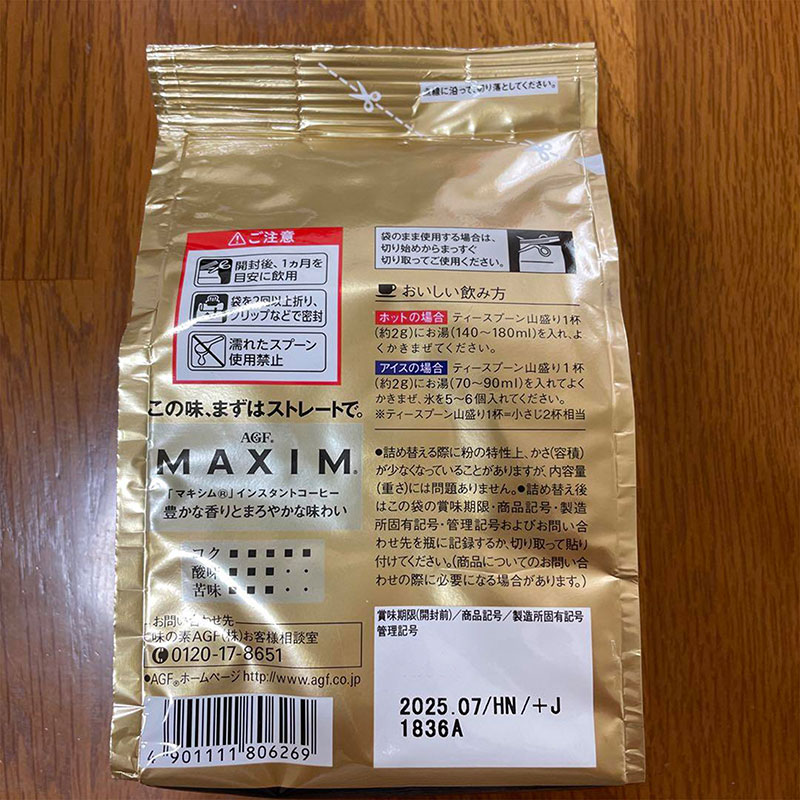 に沿って、切り落としてください。
ご注意
開封後、1ヵ月を
目安に飲用
袋を2回以上折り、
クリップなどで密封
濡れたスプーン
使用禁止
この味、まずはストレートで。
AGF®
MAXIM®
「マキシム®」インスタントコーヒー
豊かな香りとまろやかな味わい
コク
酸味
苦味
お問い合わせ先
味の素AGF(株)お客様相談室
0120-17-8651
●AGF®ホームページ http://www.agf.co.jp
4 901111 806269
袋のまま使用する場合は、
切り始めからまっすぐ
切り取ってご使用ください。
おいしい飲み方
ホットの場合 ティースプーン山盛り1杯
(約2g)にお湯(140〜180ml)を入れ、よ
くかきまぜてください。
アイスの場合 ティースプーン山盛り1杯
(約2g)にお湯(70〜90ml)を入れてよく
かきまぜ、氷を5〜6個入れてください。
※ティースプーン山盛り1杯=小さじ2杯相当
●詰め替える際に粉の特性上、かさ(容積)
が少なくなっていることがありますが、内容量
(重さ)には問題ありません。●詰め替え後
はこの袋の賞味期限・商品記号・製造
所固有記号・管理記号およびお問い合
わせ先を瓶に記録するか、切り取って貼り
付けてください。(商品についてのお問い合
わせの際に必要になる場合があります。)
賞味期限(開封前)/商品記号/製造所固有記号
管理記号
2025.07/HN/+J
1836A